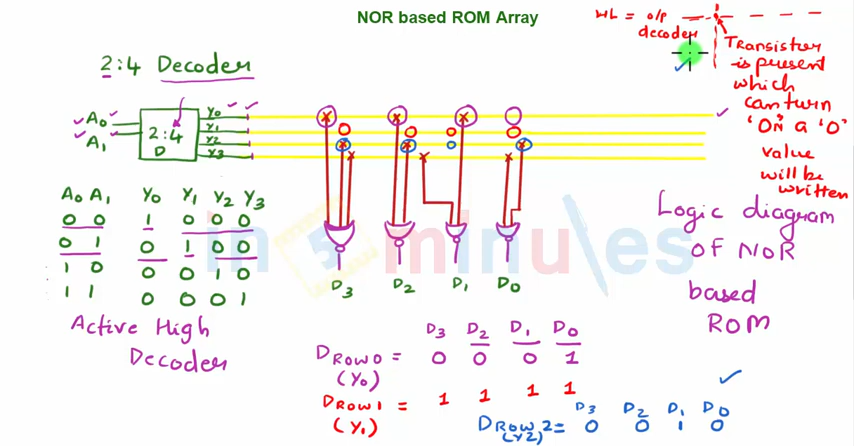 NOR based ROM Array
WL = o/p decoder
Transistor
is present
which
can turn
'ON' a '0'
value
will be
written
2:4 Decoder
A0
A1
2:4
D
Y0
Y1
Y2
Y3
A0 A1 Y0 Y1 Y2 Y3
0 0 1 0 0 0
0 1 0 1 0 0
1 0 0 0 1 0
1 1 0 0 0 1
Active High
Decoder
in 5 minutes
D3 D2 D1 D0
Logic diagram
OF NOR
based
ROM
D3 D2 D1 D0
DROW0 = 0 0 0 1
(Y0)
DROW1 = 1 1 1 1
(Y1)
D3 D2 D1 D0
DROW2 = 0 0 1 0
(Y2)